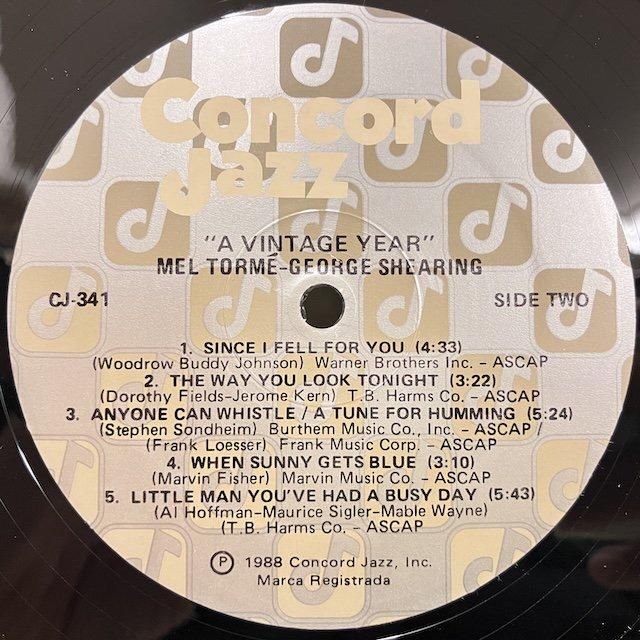 Concord
Jazz
"A VINTAGE YEAR"
MEL TORMÉ-GEORGE SHEARING
CJ-341 SIDE TWO
1. SINCE I FELL FOR YOU (4:33)
(Woodrow Buddy Johnson) Warner Brothers Inc. – ASCAP
2. THE WAY YOU LOOK TONIGHT (3:22)
(Dorothy Fields-Jerome Kern) T.B. Harms Co. – ASCAP
3. ANYONE CAN WHISTLE / A TUNE FOR HUMMING (5:24)
(Stephen Sondheim) Burthem Music Co., Inc. – ASCAP /
(Frank Loesser) Frank Music Corp. – ASCAP
4. WHEN SUNNY GETS BLUE (3:10)
(Marvin Fisher) Marvin Music Co. – ASCAP
5. LITTLE MAN YOU'VE HAD A BUSY DAY (5:43)
(Al Hoffman-Maurice Sigler-Mable Wayne)
(T.B. Harms Co. – ASCAP
Ⓟ 1988 Concord Jazz, Inc.
Marca Registrada